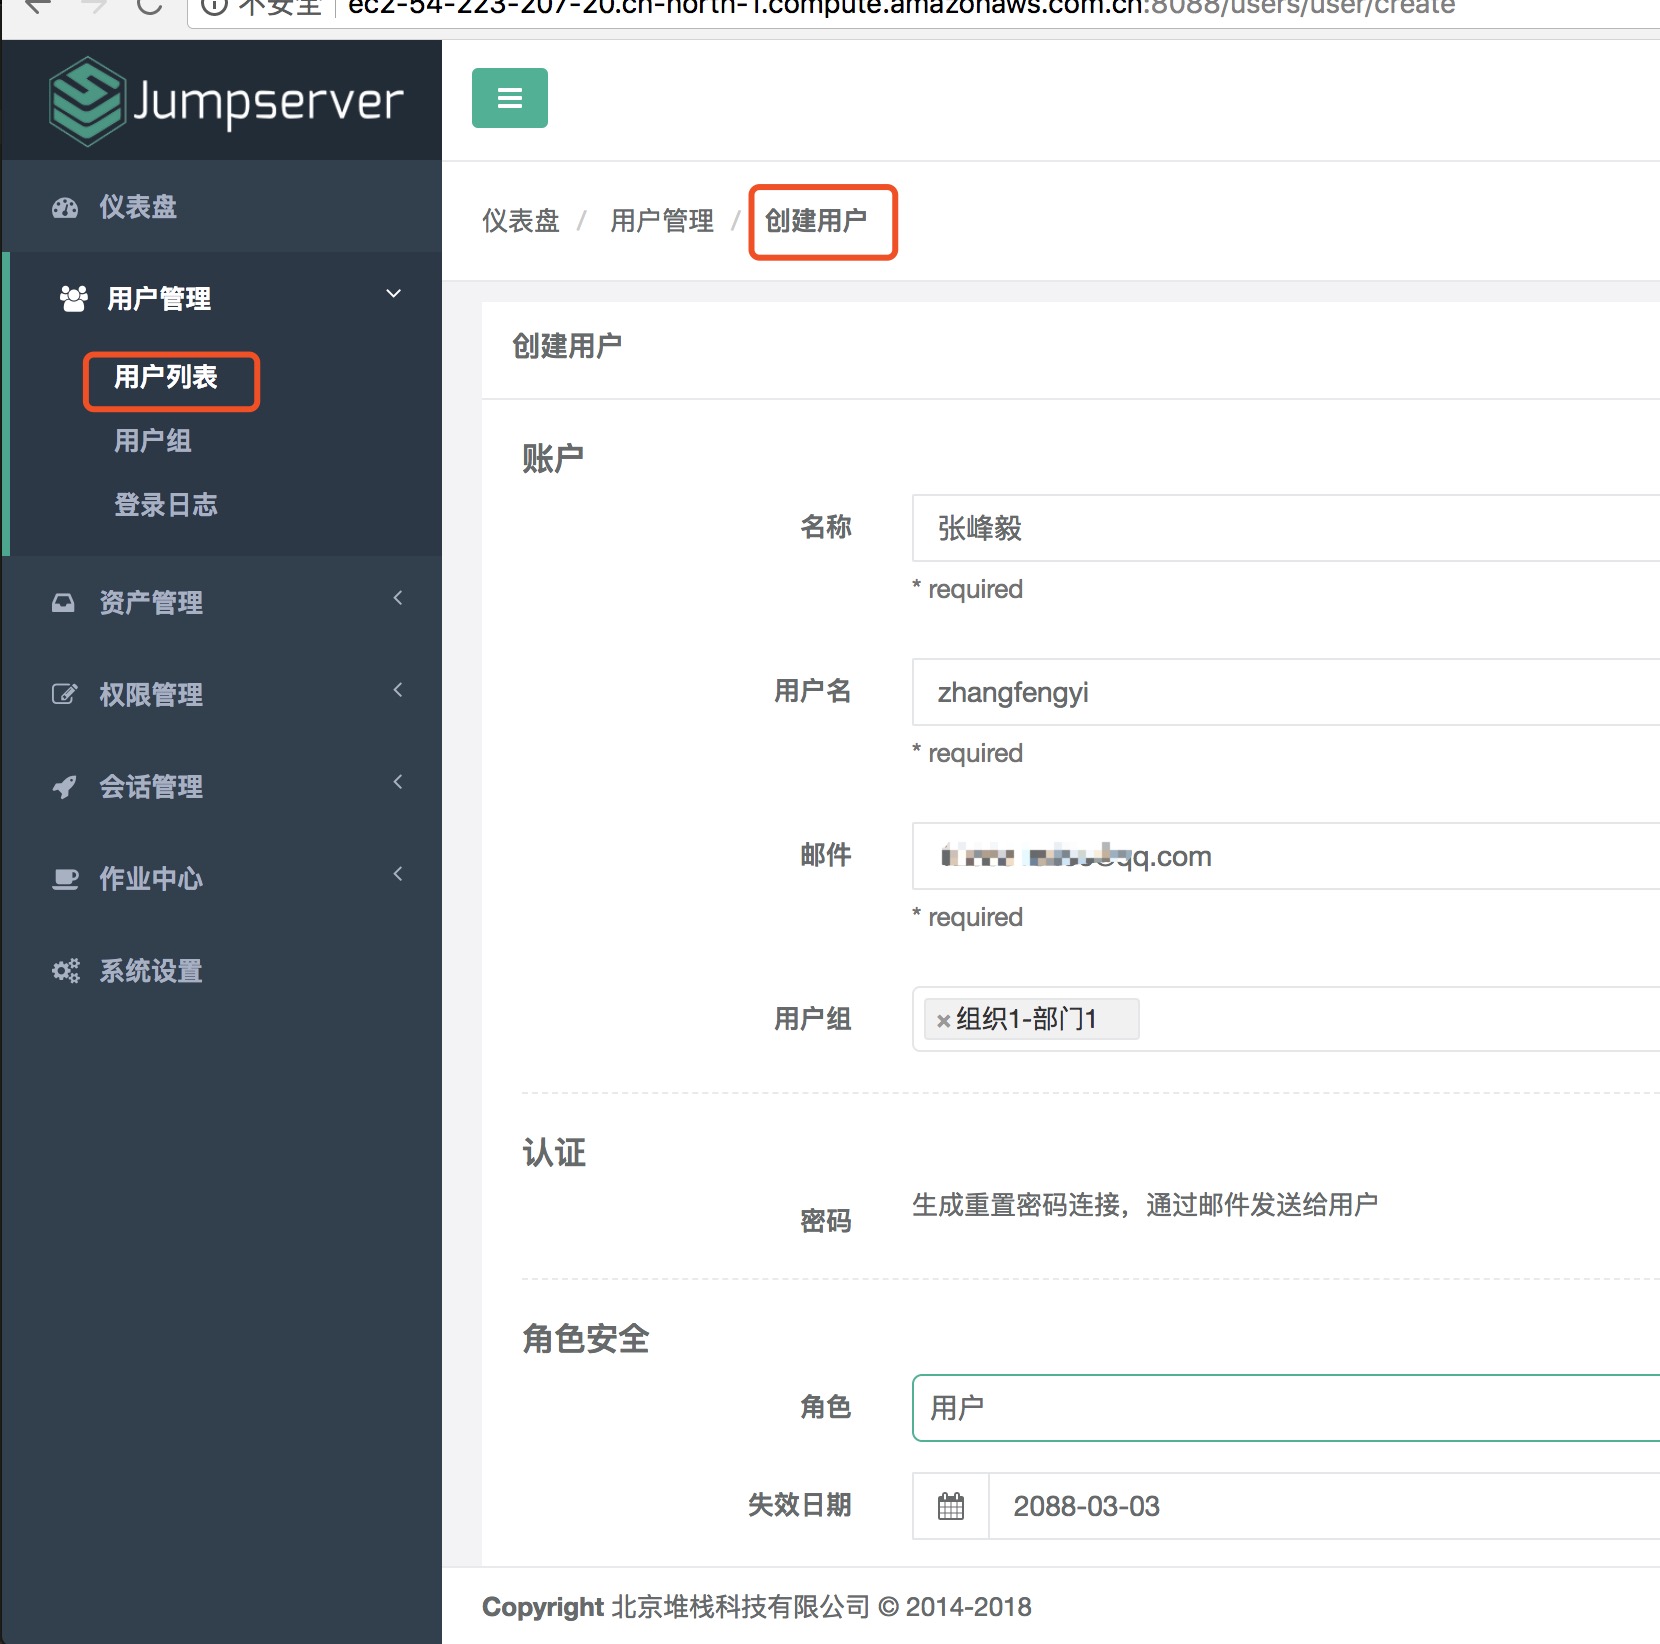 不安全 ec2-54-223-207-20.cn-north-1.compute.amazonaws.com.cn:8088/users/user/create
Jumpserver
仪表盘
用户管理
用户列表
用户组
登录日志
资产管理
权限管理
会话管理
作业中心
系统设置
仪表盘 / 用户管理 / 创建用户
创建用户
账户
名称 张峰毅
* required
用户名 zhangfengyi
* required
邮件 @qq.com
* required
用户组 ×组织1-部门1
认证
密码 生成重置密码连接，通过邮件发送给用户
角色安全
角色 用户
失效日期 2088-03-03
Copyright 北京堆栈科技有限公司 © 2014-2018